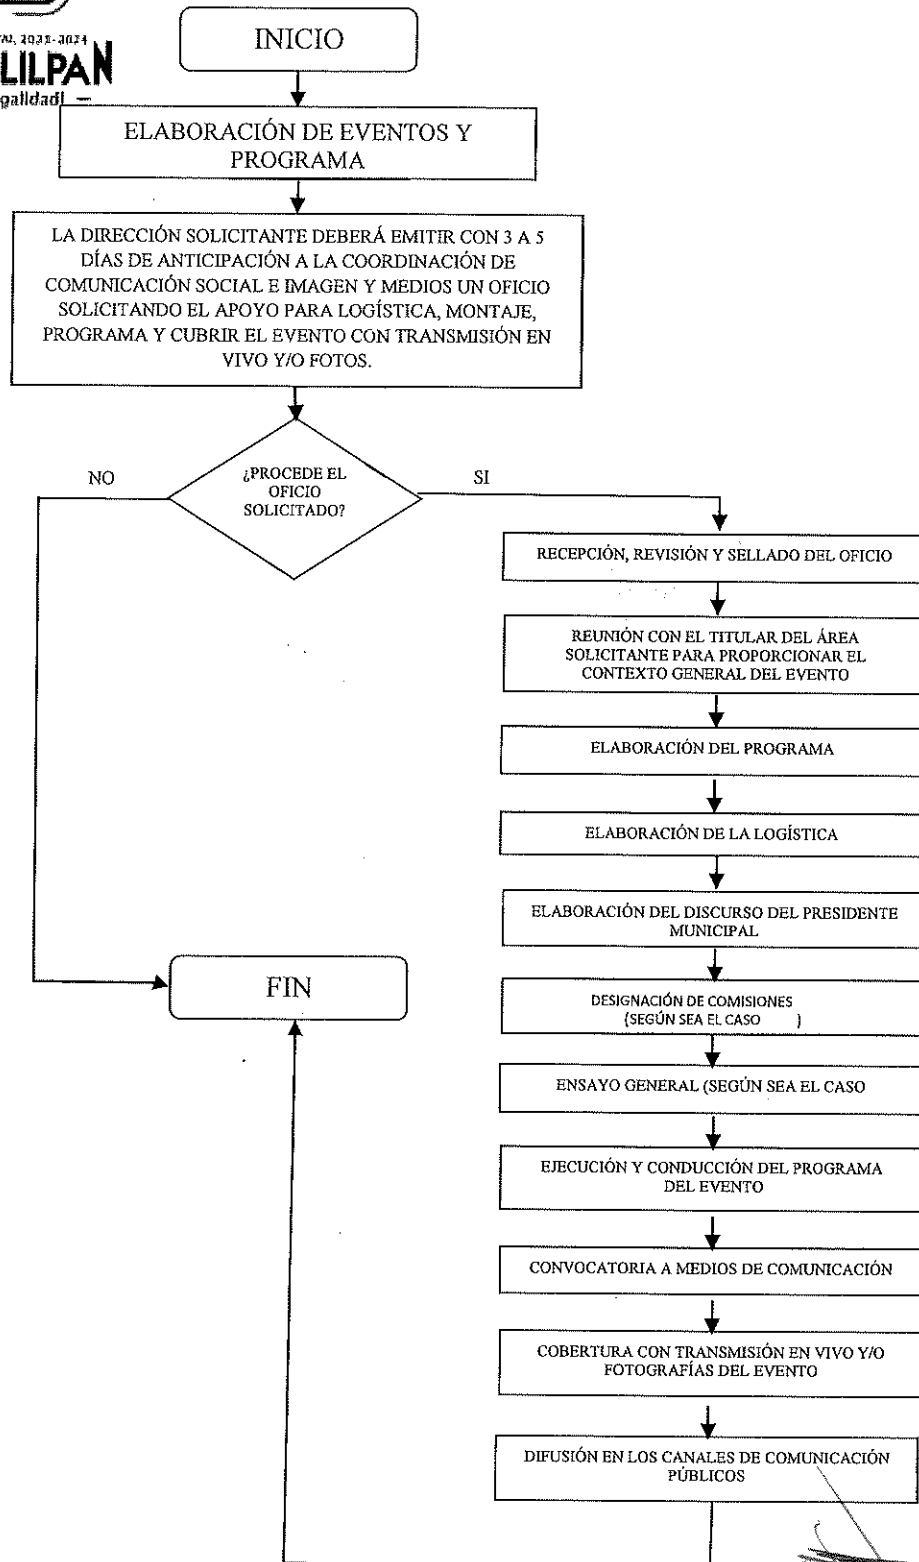 2021-2024
LILPAN
galidad! —
INICIO
ELABORACIÓN DE EVENTOS Y
PROGRAMA
LA DIRECCIÓN SOLICITANTE DEBERÁ EMITIR CON 3 A 5
DÍAS DE ANTICIPACIÓN A LA COORDINACIÓN DE
COMUNICACIÓN SOCIAL E IMAGEN Y MEDIOS UN OFICIO
SOLICITANDO EL APOYO PARA LOGÍSTICA, MONTAJE,
PROGRAMA Y CUBRIR EL EVENTO CON TRANSMISIÓN EN
VIVO Y/O FOTOS.
NO
¿PROCEDE EL
OFICIO
SOLICITADO?
SI
RECEPCIÓN, REVISIÓN Y SELLADO DEL OFICIO
REUNIÓN CON EL TITULAR DEL ÁREA
SOLICITANTE PARA PROPORCIONAR EL
CONTEXTO GENERAL DEL EVENTO
ELABORACIÓN DEL PROGRAMA
ELABORACIÓN DE LA LOGÍSTICA
ELABORACIÓN DEL DISCURSO DEL PRESIDENTE
MUNICIPAL
FIN
DESIGNACIÓN DE COMISIONES
(SEGÚN SEA EL CASO )
ENSAYO GENERAL (SEGÚN SEA EL CASO
EJECUCIÓN Y CONDUCCIÓN DEL PROGRAMA
DEL EVENTO
CONVOCATORIA A MEDIOS DE COMUNICACIÓN
COBERTURA CON TRANSMISIÓN EN VIVO Y/O
FOTOGRAFÍAS DEL EVENTO
DIFUSIÓN EN LOS CANALES DE COMUNICACIÓN
PÚBLICOS